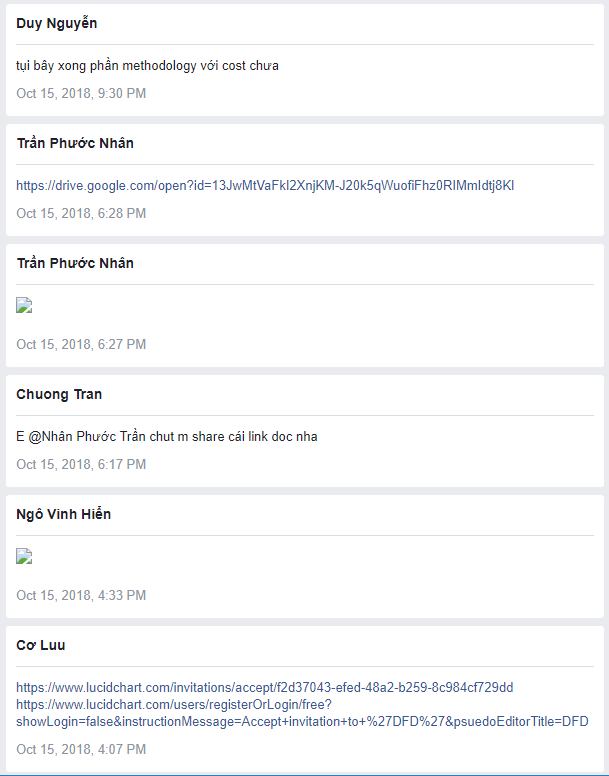 Duy Nguyễn
tụi bây xong phần methodology với cost chưa
Oct 15, 2018, 9:30 PM
Trần Phước Nhân
https://drive.google.com/open?id=13JwMtVaFkI2XnjKM-J20k5qWuofiFhz0RIMmIdtj8KI
Oct 15, 2018, 6:28 PM
Trần Phước Nhân
Oct 15, 2018, 6:27 PM
Chuong Tran
E @Nhân Phước Trần chut m share cái link doc nha
Oct 15, 2018, 6:17 PM
Ngô Vinh Hiển
Oct 15, 2018, 4:33 PM
Cơ Luu
https://www.lucidchart.com/invitations/accept/f2d37043-efed-48a2-b259-8c984cf729dd
https://www.lucidchart.com/users/registerOrLogin/free?
showLogin=false&instructionMessage=Accept+invitation+to+%27DFD%27&psuedoEditorTitle=DFD
Oct 15, 2018, 4:07 PM